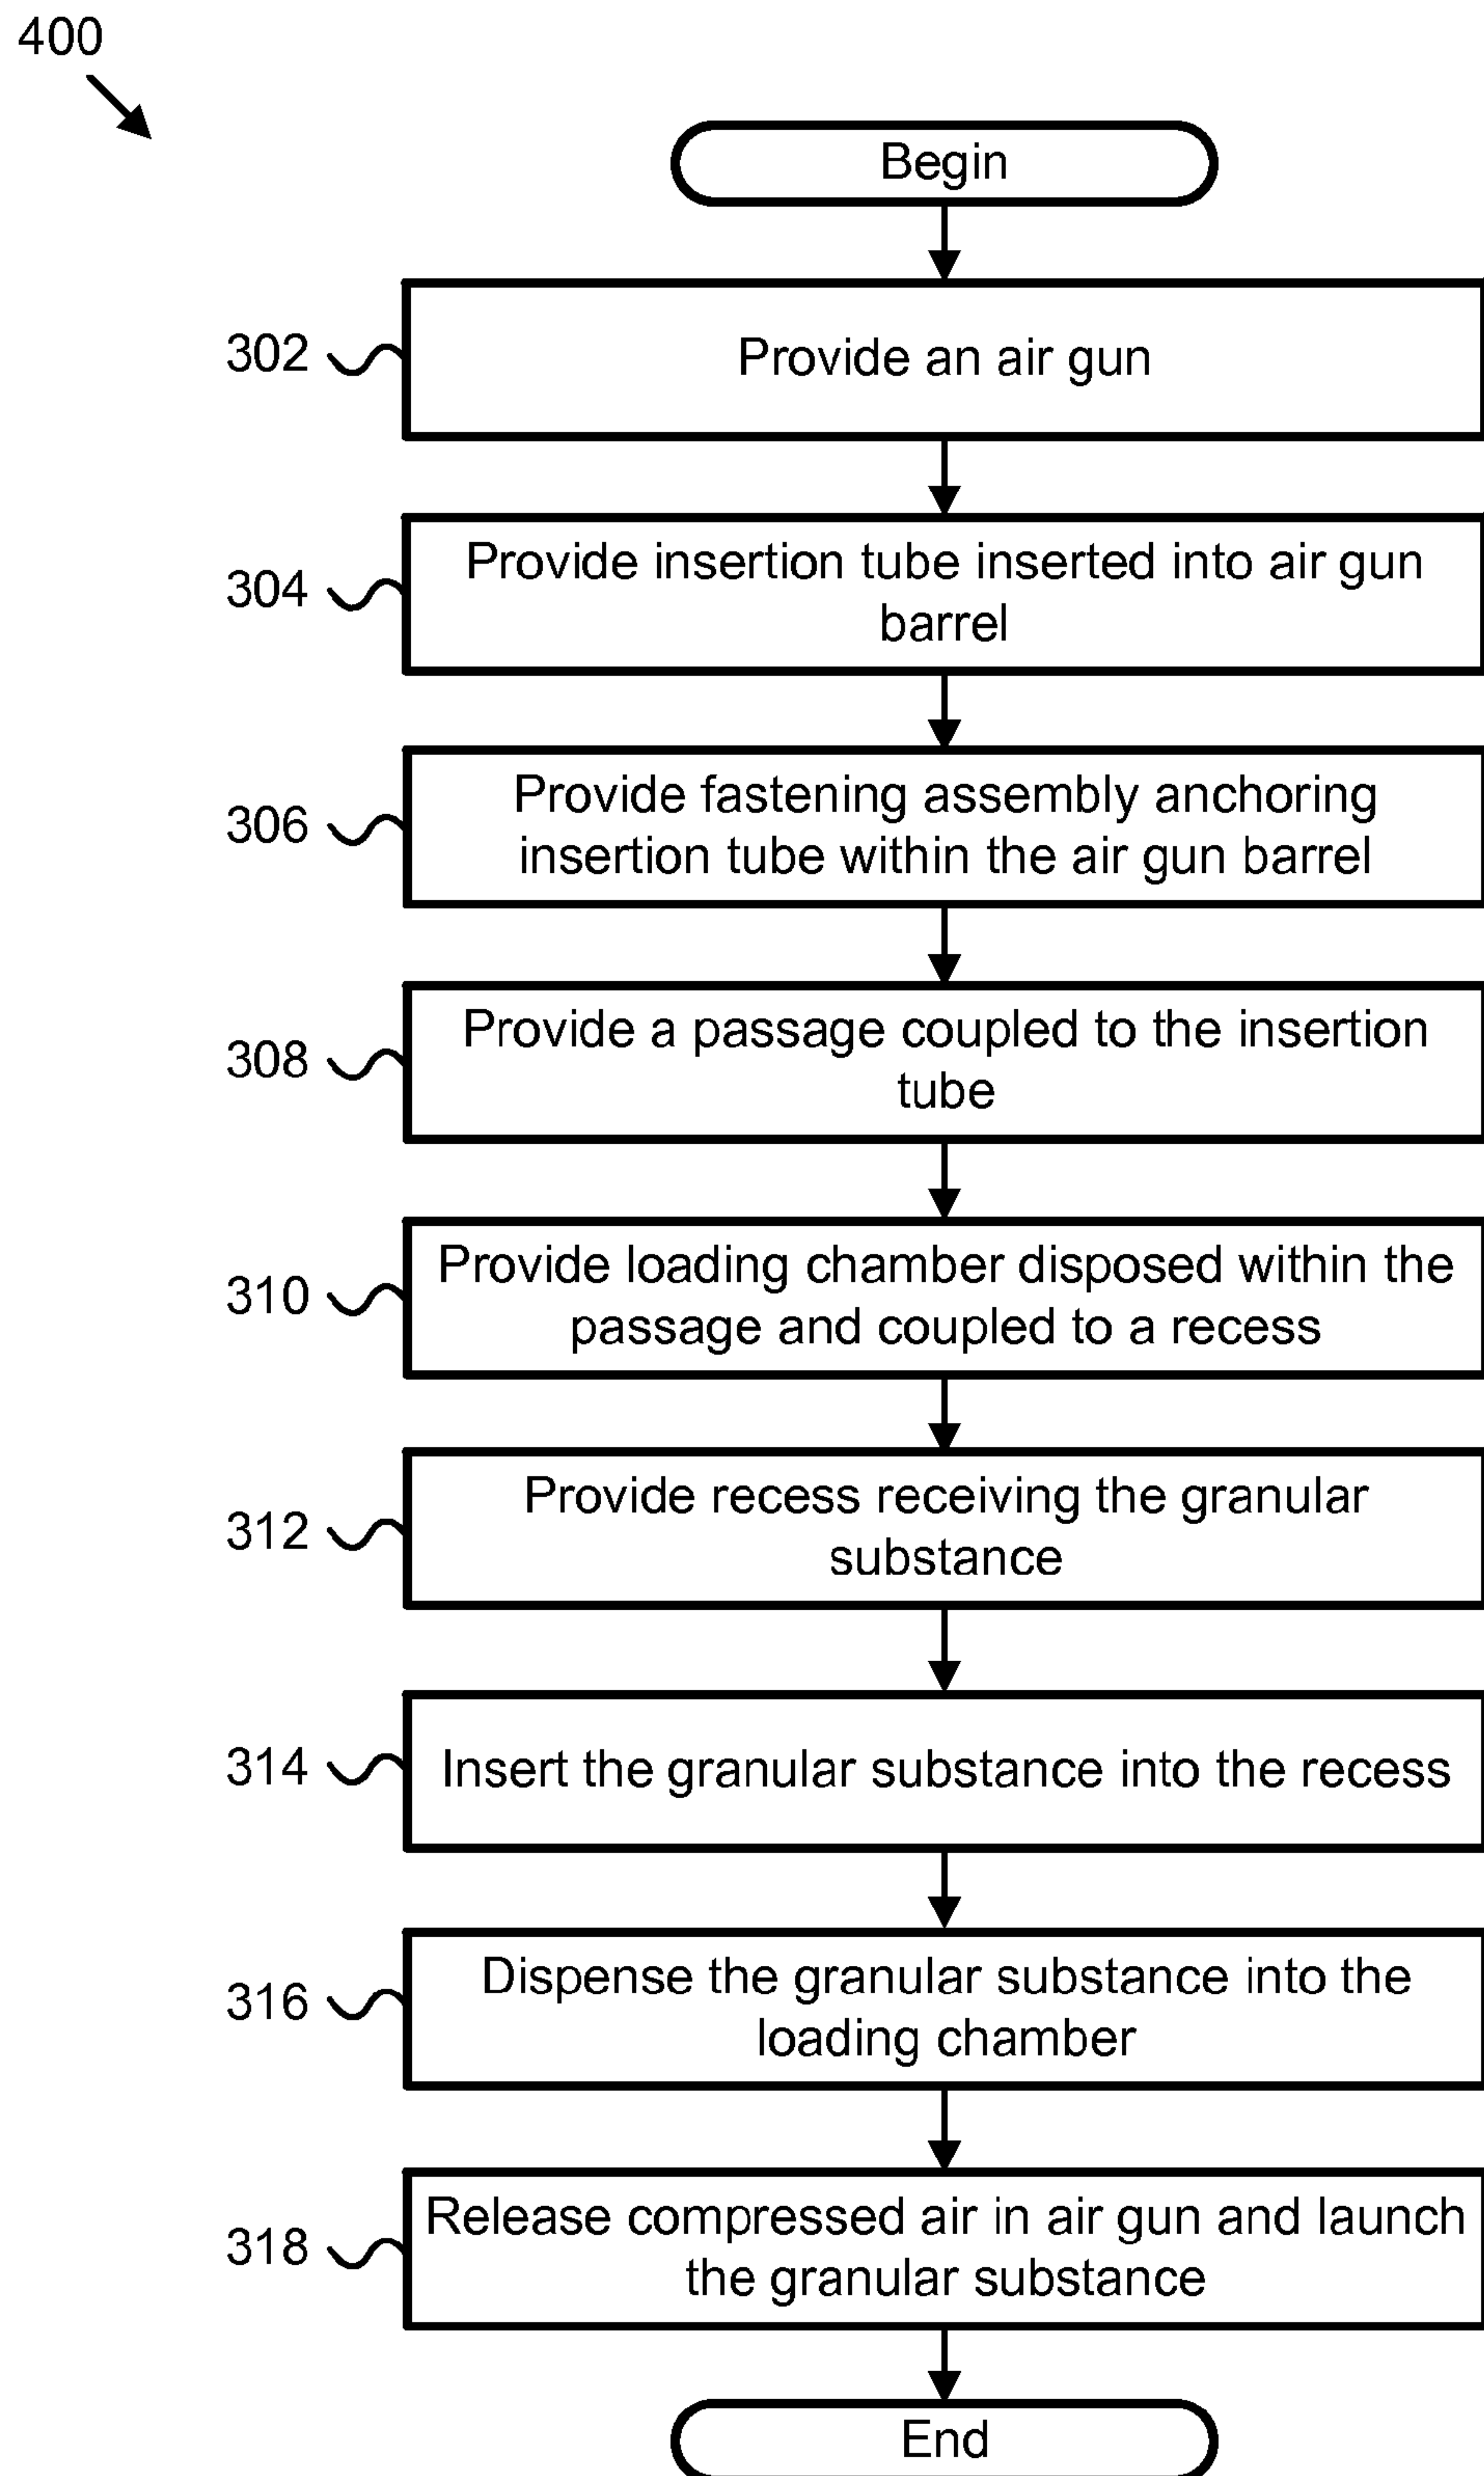 400
Begin
302
Provide an air gun
304
Provide insertion tube inserted into air gun
barrel
306
Provide fastening assembly anchoring
insertion tube within the air gun barrel
308
Provide a passage coupled to the insertion
tube
310
Provide loading chamber disposed within the
passage and coupled to a recess
312
Provide recess receiving the granular
substance
314
Insert the granular substance into the recess
316
Dispense the granular substance into the
loading chamber
318
Release compressed air in air gun and launch
the granular substance
End